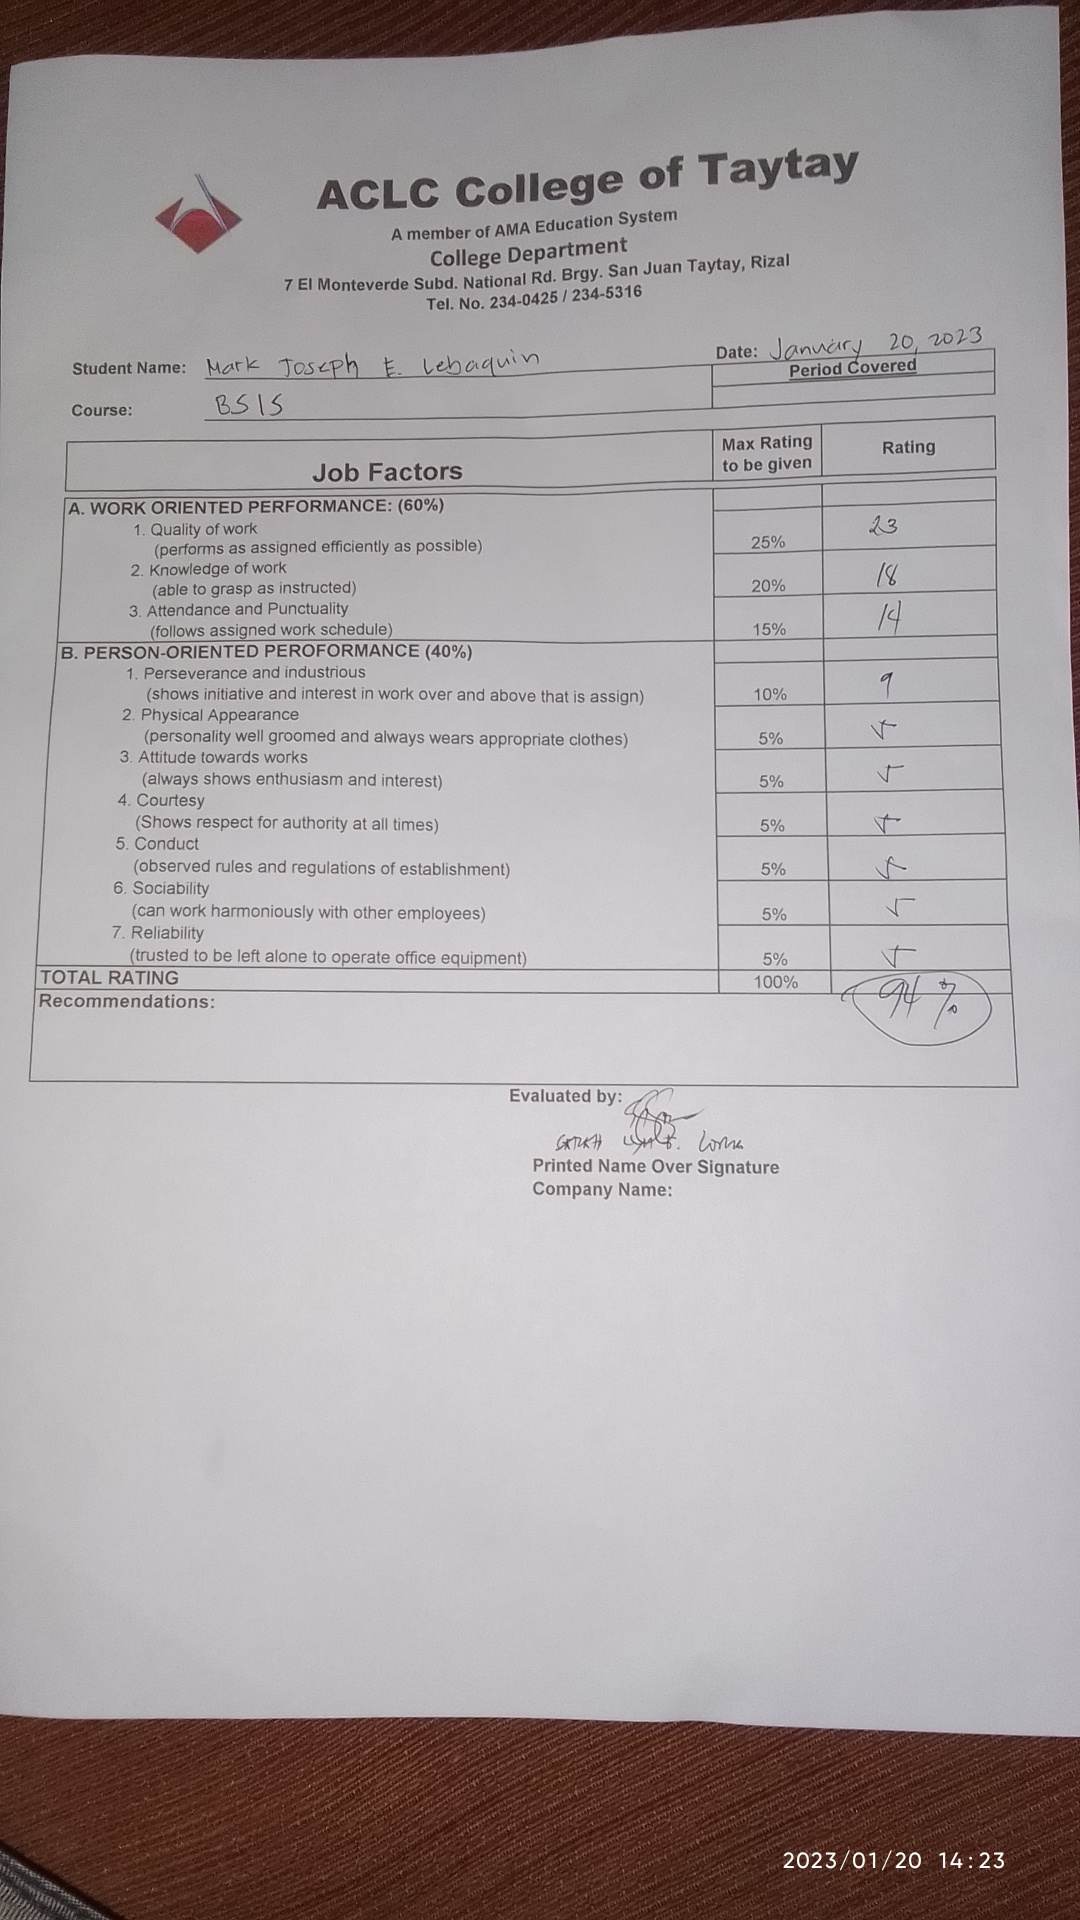 ACLC College of Taytay
A member of AMA Education System
College Department
7 El Monteverde Subd. National Rd. Brgy. San Juan Taytay, Rizal
Tel. No. 234-0425 / 234-5316
Student Name: Mark Joseph E. Lebaquin
Date: January 20, 2023
Period Covered
Course: BSIS
Job Factors
Max Rating
to be given
Rating
A. WORK ORIENTED PERFORMANCE: (60%)
1. Quality of work
(performs as assigned efficiently as possible) 25% 23
2. Knowledge of work
(able to grasp as instructed) 20% 18
3. Attendance and Punctuality
(follows assigned work schedule) 15% 14
B. PERSON-ORIENTED PEROFORMANCE (40%)
1. Perseverance and industrious
(shows initiative and interest in work over and above that is assign) 10% 9
2. Physical Appearance
(personality well groomed and always wears appropriate clothes) 5% 5
3. Attitude towards works
(always shows enthusiasm and interest) 5% 5
4. Courtesy
(Shows respect for authority at all times) 5% 5
5. Conduct
(observed rules and regulations of establishment) 5% 5
6. Sociability
(can work harmoniously with other employees) 5% 5
7. Reliability
(trusted to be left alone to operate office equipment) 5% 5
TOTAL RATING 100% 94%
Recommendations:
Evaluated by:
Printed Name Over Signature
Company Name:
2023/01/20 14:23